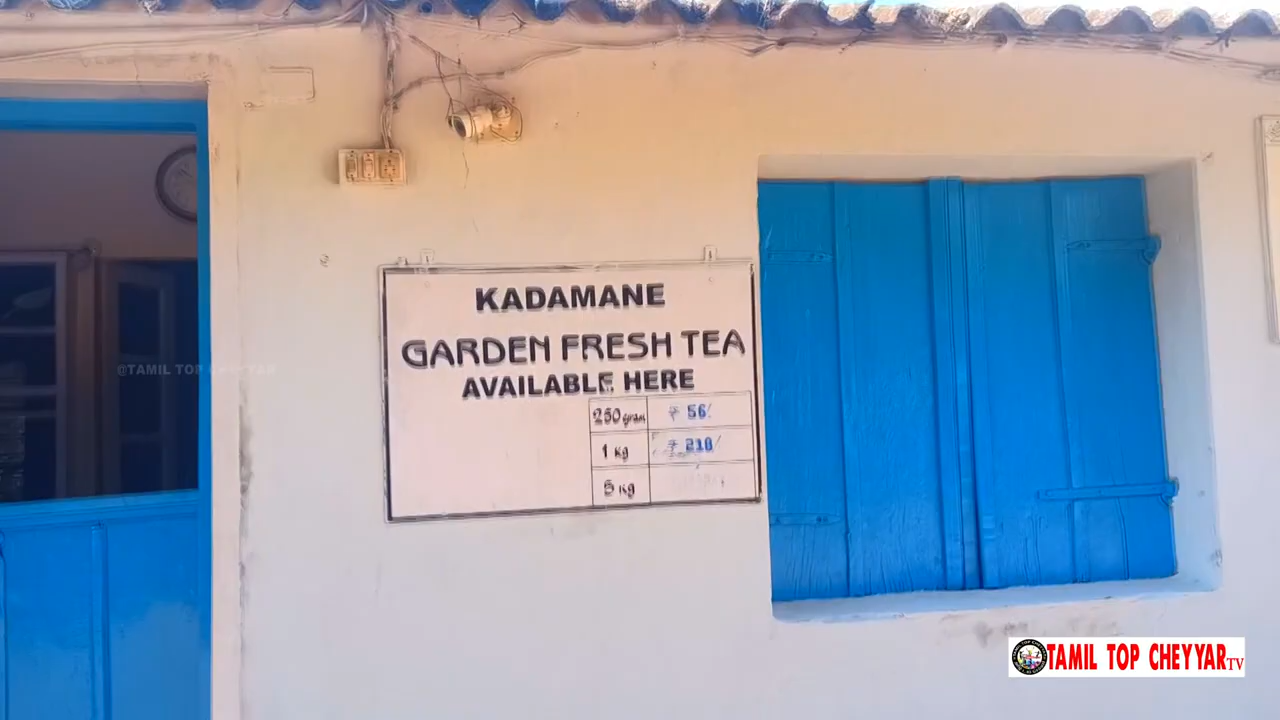 KADAMANE
GARDEN FRESH TEA
AVAILABLE HERE
250 gram ₹ 56/
1 kg ₹ 210/
5 kg
@TAMIL TOP CHEYYAR
TAMIL TOP CHEYYAR TV